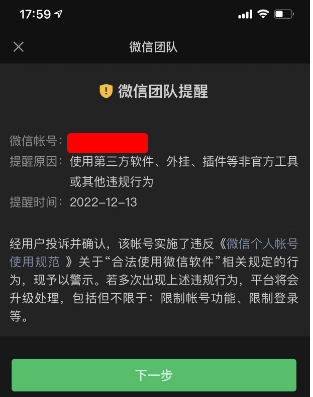 17:59
微信团队
微信团队提醒
微信帐号：
提醒原因： 使用第三方软件、外挂、插件等非官方工具
或其他违规行为
提醒时间： 2022-12-13
经用户投诉并确认，该帐号实施了违反《微信个人帐号
使用规范 》关于“合法使用微信软件”相关规定的行
为，现予以警示。若多次出现上述违规行为，平台将会
升级处理，包括但不限于：限制帐号功能、限制登录
等。
下一步